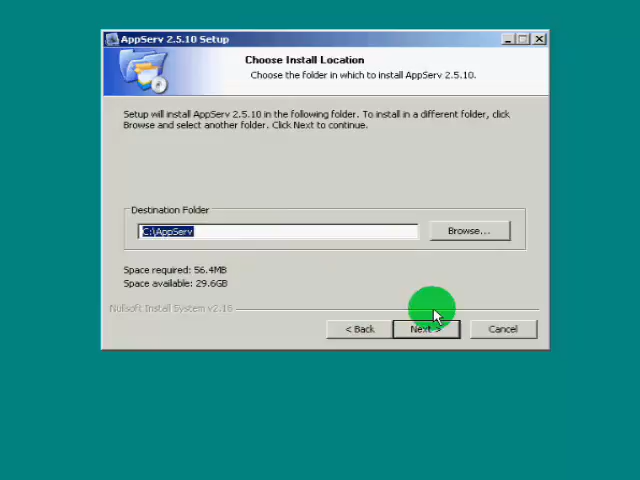 AppServ 2.5.10 Setup
Choose Install Location
Choose the folder in which to install AppServ 2.5.10.
Setup will install AppServ 2.5.10 in the following folder. To install in a different folder, click
Browse and select another folder. Click Next to continue.
Destination Folder
C:\AppServ
Browse...
Space required: 56.4MB
Space available: 29.6GB
Nullsoft Install System v2.16
< Back
Next >
Cancel